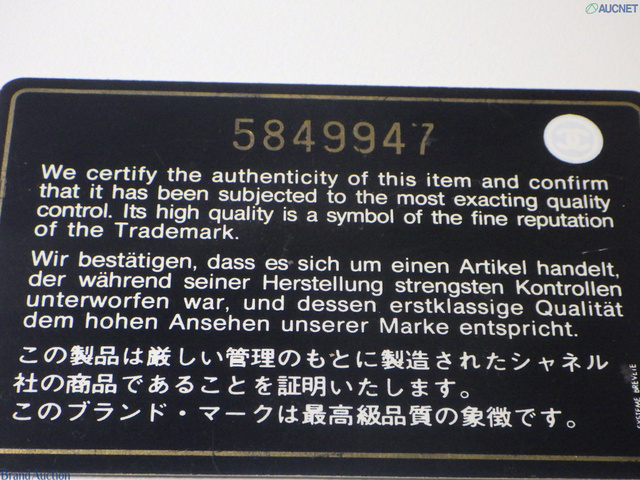 AUCNET
5849947
We certify the authenticity of this item and confirm
that it has been subjected to the most exacting quality
control. Its high quality is a symbol of the fine reputation
of the Trademark.
Wir bestätigen, dass es sich um einen Artikel handelt,
der während seiner Herstellung strengsten Kontrollen
unterworfen war, und dessen erstklassige Qualität
dem hohen Ansehen unserer Marke entspricht.
この製品は厳しい管理のもとに製造されたシャネル
社の商品であることを証明いたします。
このブランド・マークは最高級品質の象徴です。
SYSTEME BREVETE
Brand Auction